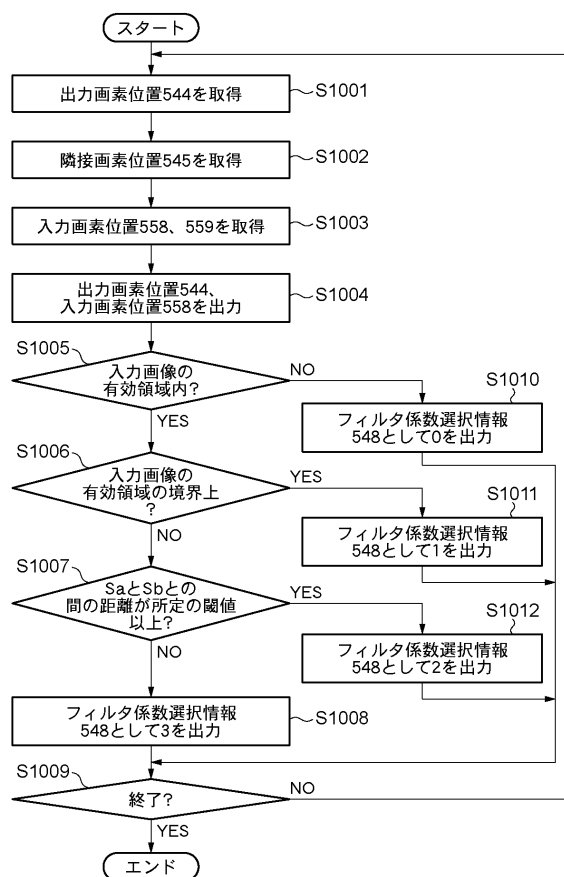 スタート
出力画素位置544を取得
S1001
隣接画素位置545を取得
S1002
入力画素位置558、559を取得
S1003
出力画素位置544、
入力画素位置558を出力
S1004
S1005
入力画像の
有効領域内?
NO
YES
S1010
フィルタ係数選択情報
548として0を出力
S1006
入力画像の
有効領域の境界上
?
YES
NO
S1011
フィルタ係数選択情報
548として1を出力
S1007
SaとSbとの
間の距離が所定の閾値
以上?
YES
NO
S1012
フィルタ係数選択情報
548として2を出力
フィルタ係数選択情報
548として3を出力
S1008
S1009
終了?
NO
YES
エンド